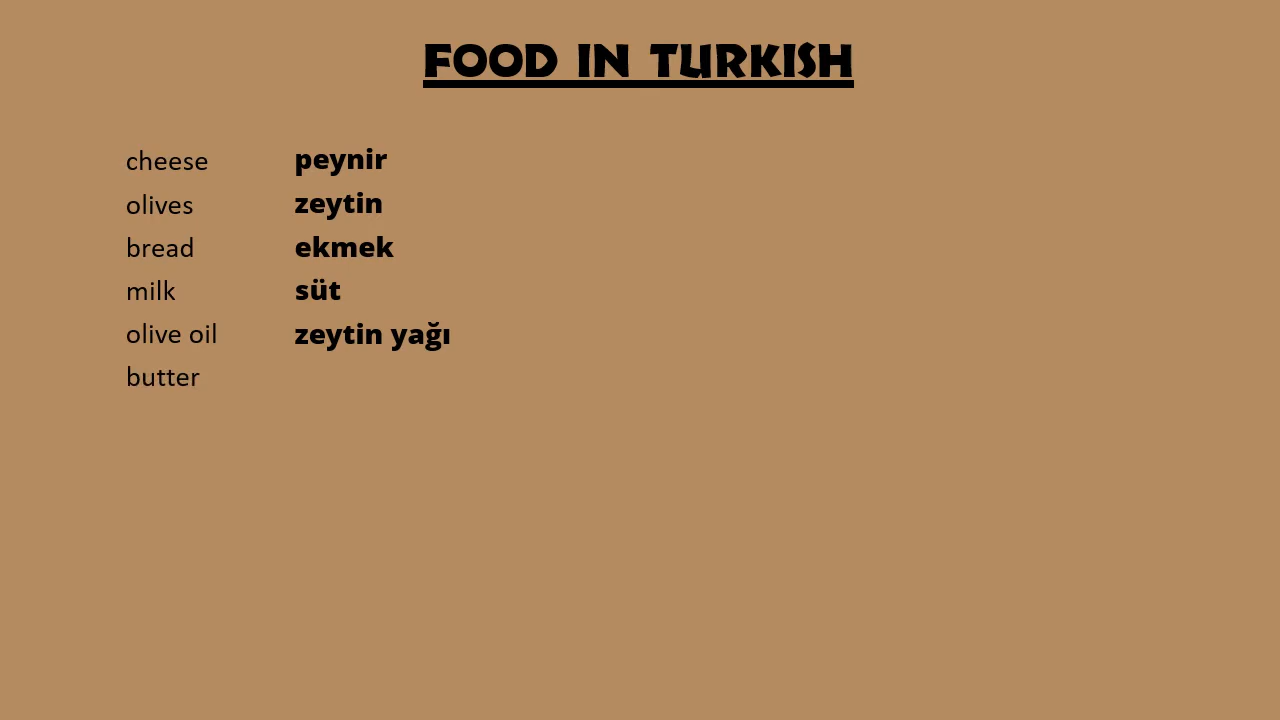 FOOD IN TURKISH
cheese peynir
olives zeytin
bread ekmek
milk süt
olive oil zeytin yağı
butter